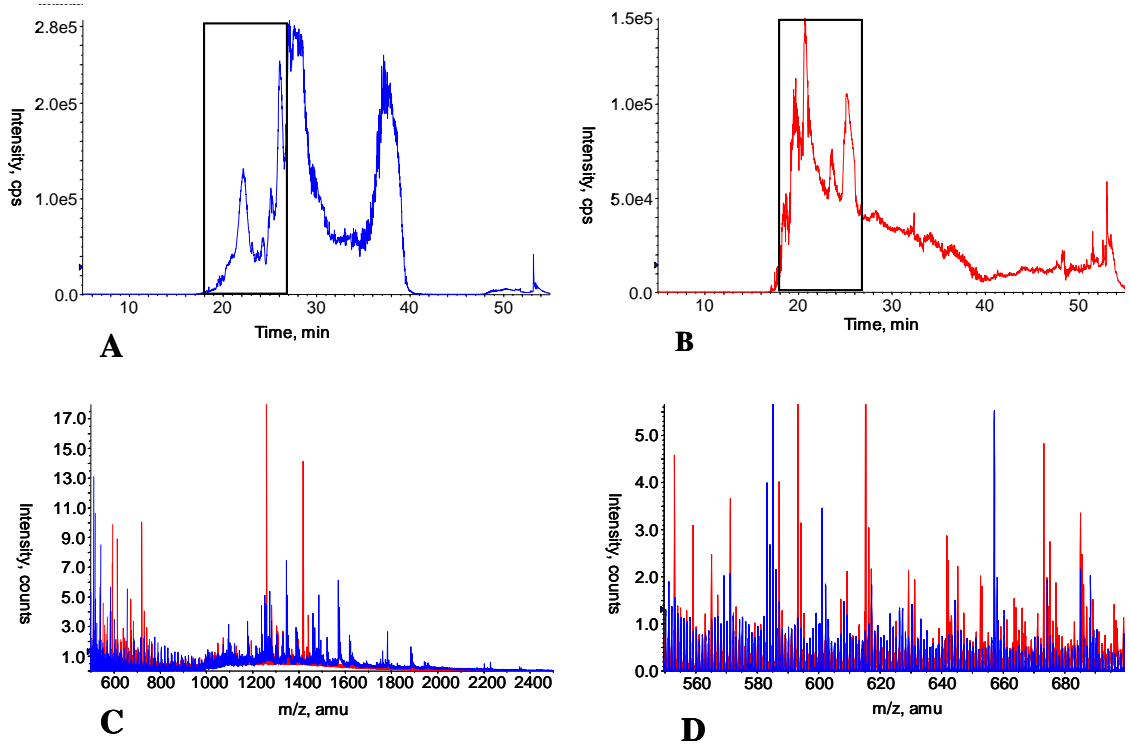 2.8e5
2.0e5
1.0e5
0.0
Intensity, cps
10 20 30 40 50
Time, min
A
1.5e5
1.0e5
5.0e4
0.0
Intensity, cps
10 20 30 40 50
Time, min
B
17.0
15.0
13.0
11.0
9.0
7.0
5.0
3.0
1.0
Intensity, counts
600 800 1000 1200 1400 1600 1800 2000 2200 2400
m/z, amu
C
5.0
4.0
3.0
2.0
1.0
0.0
Intensity, counts
560 580 600 620 640 660 680
m/z, amu
D